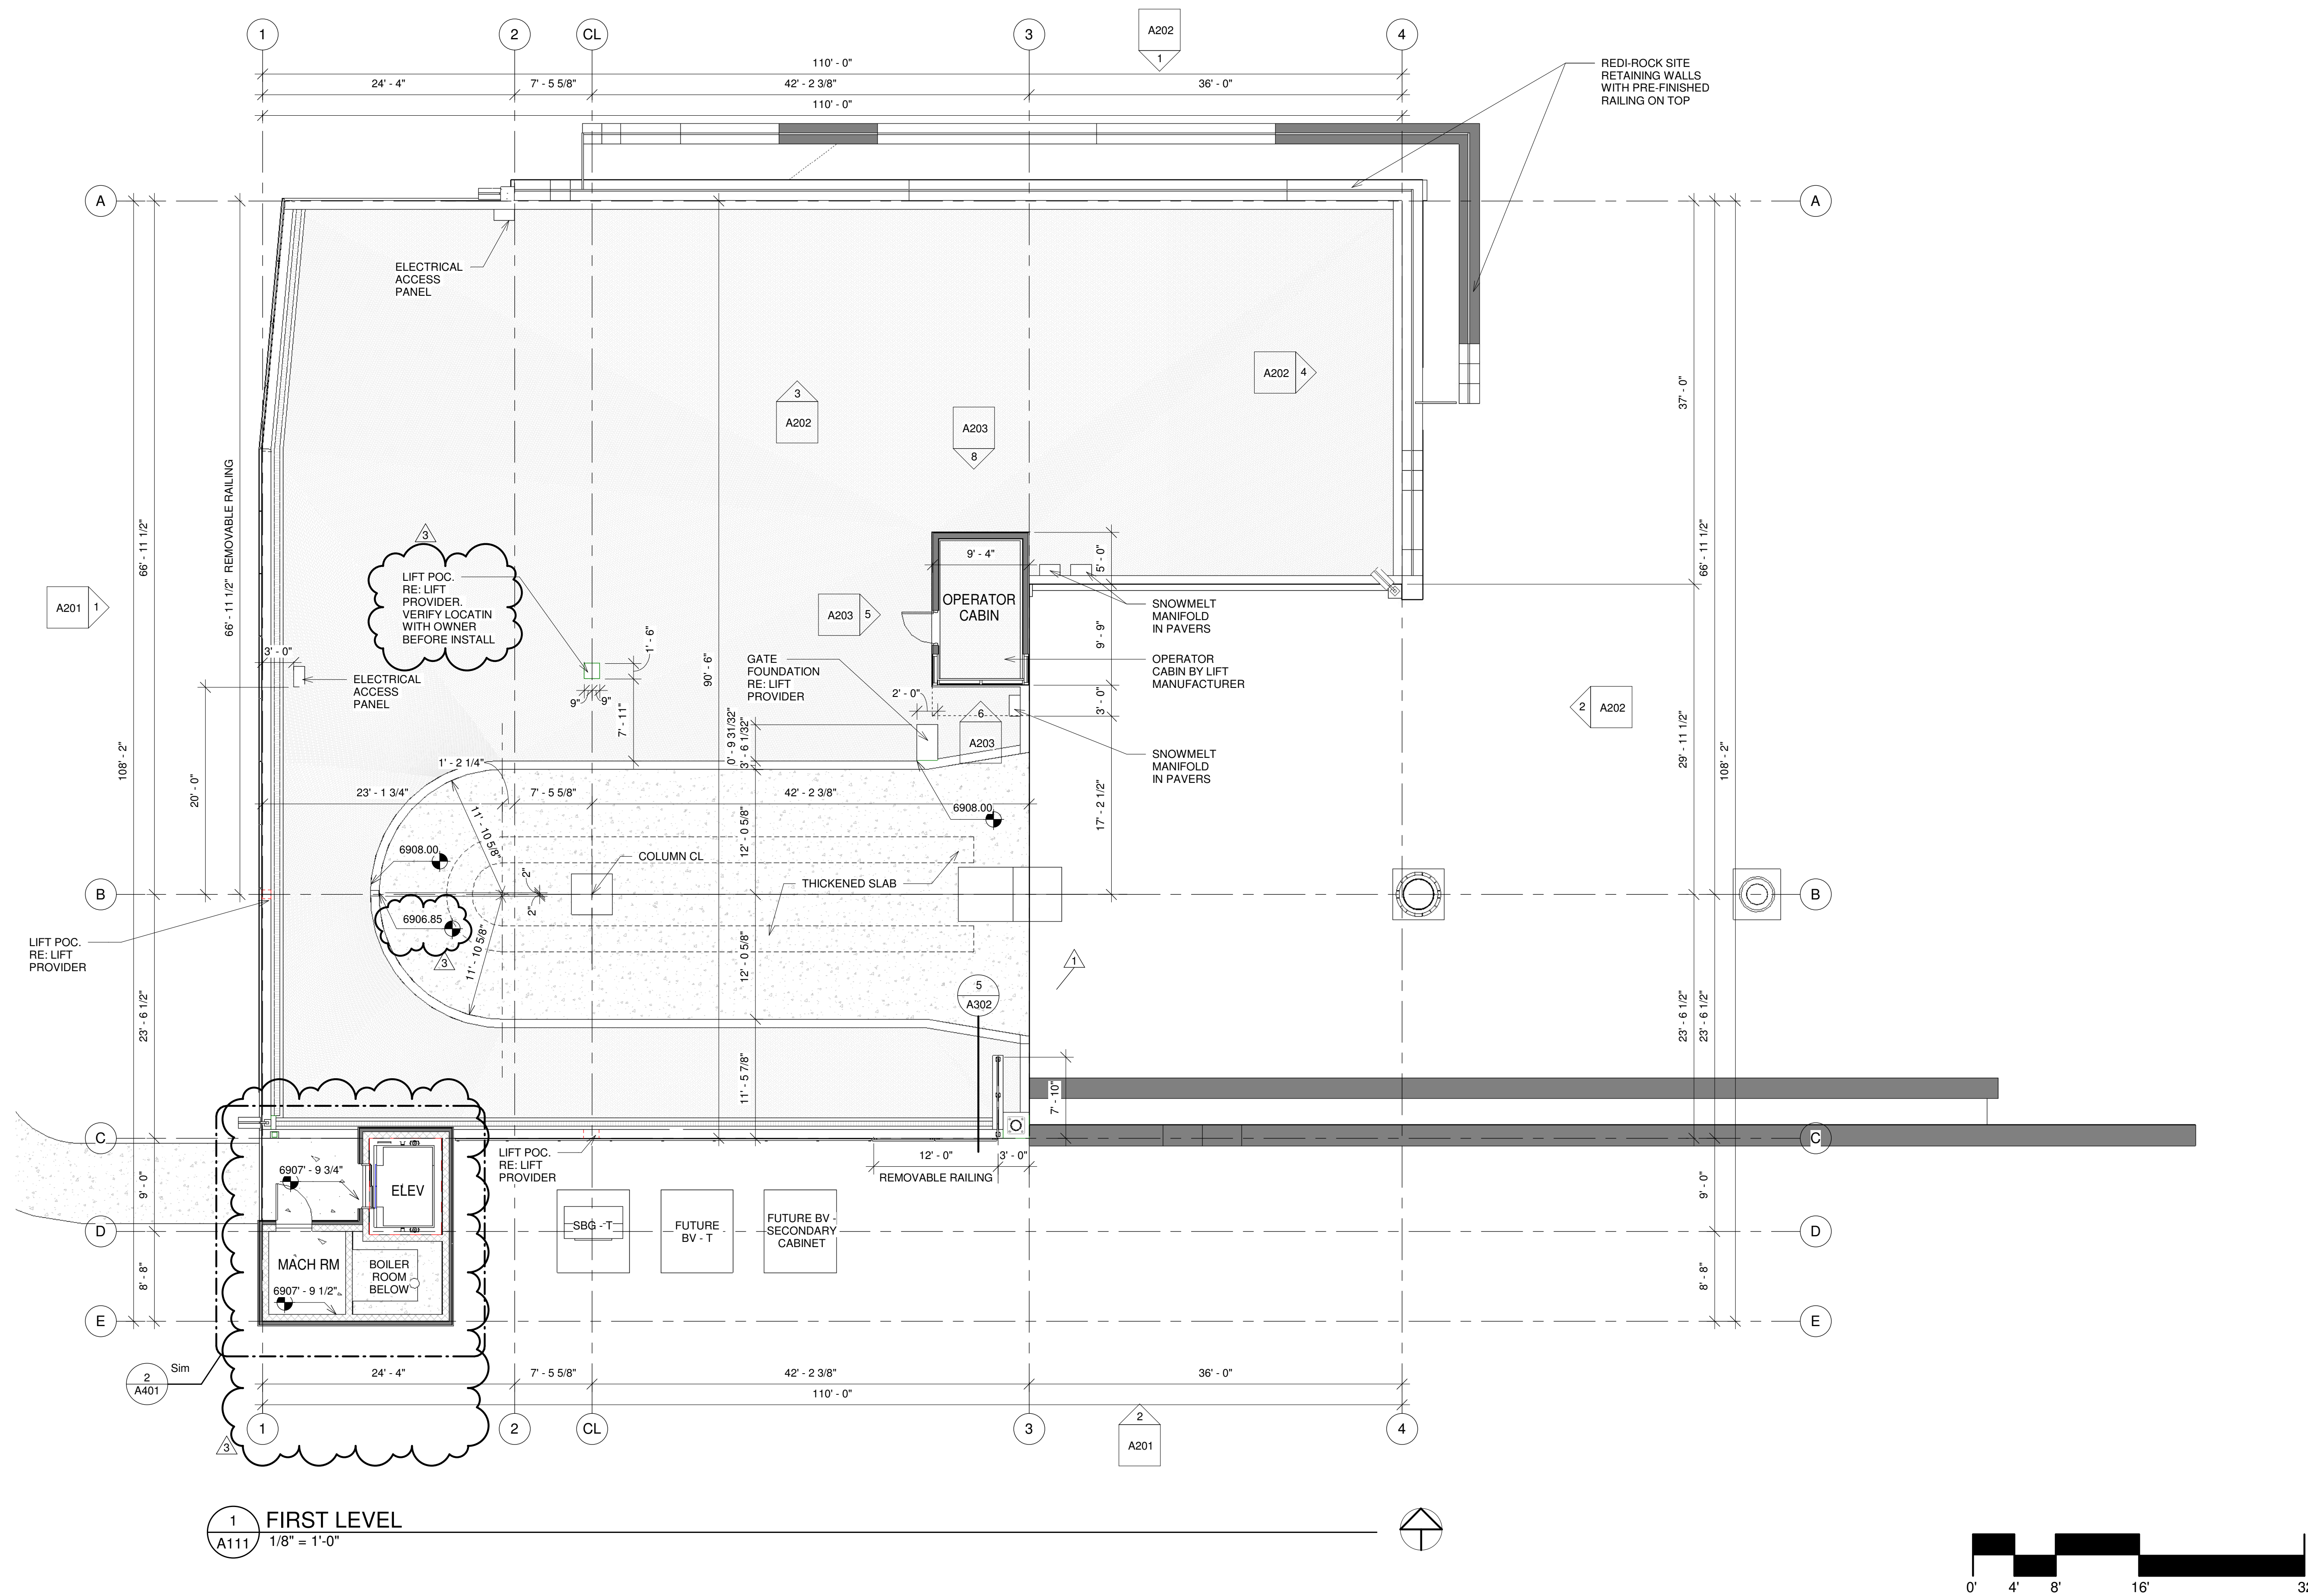 A202
1
1
2
CL
3
4
110' - 0"
24' - 4"
7' - 5 5/8"
42' - 2 3/8"
36' - 0"
110' - 0"
REDI-ROCK SITE
RETAINING WALLS
WITH PRE-FINISHED
RAILING ON TOP
A
A
ELECTRICAL
ACCESS
PANEL
3
A202
A203
8
A202
4
37' - 0"
66' - 11 1/2"
66' - 11 1/2" REMOVABLE RAILING
66' - 11 1/2"
3
LIFT POC.
RE: LIFT
PROVIDER.
VERIFY LOCATIN
WITH OWNER
BEFORE INSTALL
9' - 4"
5' - 0"
OPERATOR
CABIN
A201
1
A203
5
SNOWMELT
MANIFOLD
IN PAVERS
9' - 9"
1' - 6"
3' - 0"
ELECTRICAL
ACCESS
PANEL
90' - 6"
GATE
FOUNDATION
RE: LIFT
PROVIDER
OPERATOR
CABIN BY LIFT
MANUFACTURER
2' - 0"
3' - 0"
9"
9"
7' - 11"
6
A203
2
A202
108' - 2"
20' - 0"
0' - 9 31/32"
3' - 6 1/32"
29' - 11 1/2"
108' - 2"
SNOWMELT
MANIFOLD
IN PAVERS
1' - 2 1/4"
23' - 1 3/4"
7' - 5 5/8"
42' - 2 3/8"
17' - 2 1/2"
6908.00
11' - 10 5/8"
12' - 0 5/8"
6908.00
COLUMN CL
THICKENED SLAB
2"
2"
B
B
6906.85
3
11' - 10 5/8"
12' - 0 5/8"
LIFT POC.
RE: LIFT
PROVIDER
1
5
A302
23' - 6 1/2"
23' - 6 1/2"
23' - 6 1/2"
11' - 5 7/8"
7' - 10"
C
C
LIFT POC.
RE: LIFT
PROVIDER
12' - 0"
3' - 0"
REMOVABLE RAILING
6907' - 9 3/4"
ELEV
9' - 0"
9' - 0"
SBG - T
FUTURE
BV - T
FUTURE BV -
SECONDARY
CABINET
D
D
MACH RM
BOILER
ROOM
BELOW
6907' - 9 1/2"
8' - 8"
8' - 8"
E
E
2
A401
Sim
24' - 4"
7' - 5 5/8"
42' - 2 3/8"
36' - 0"
110' - 0"
1
2
CL
3
4
2
A201
3
1
A111
FIRST LEVEL
1/8" = 1'-0"
0'
4'
8'
16'